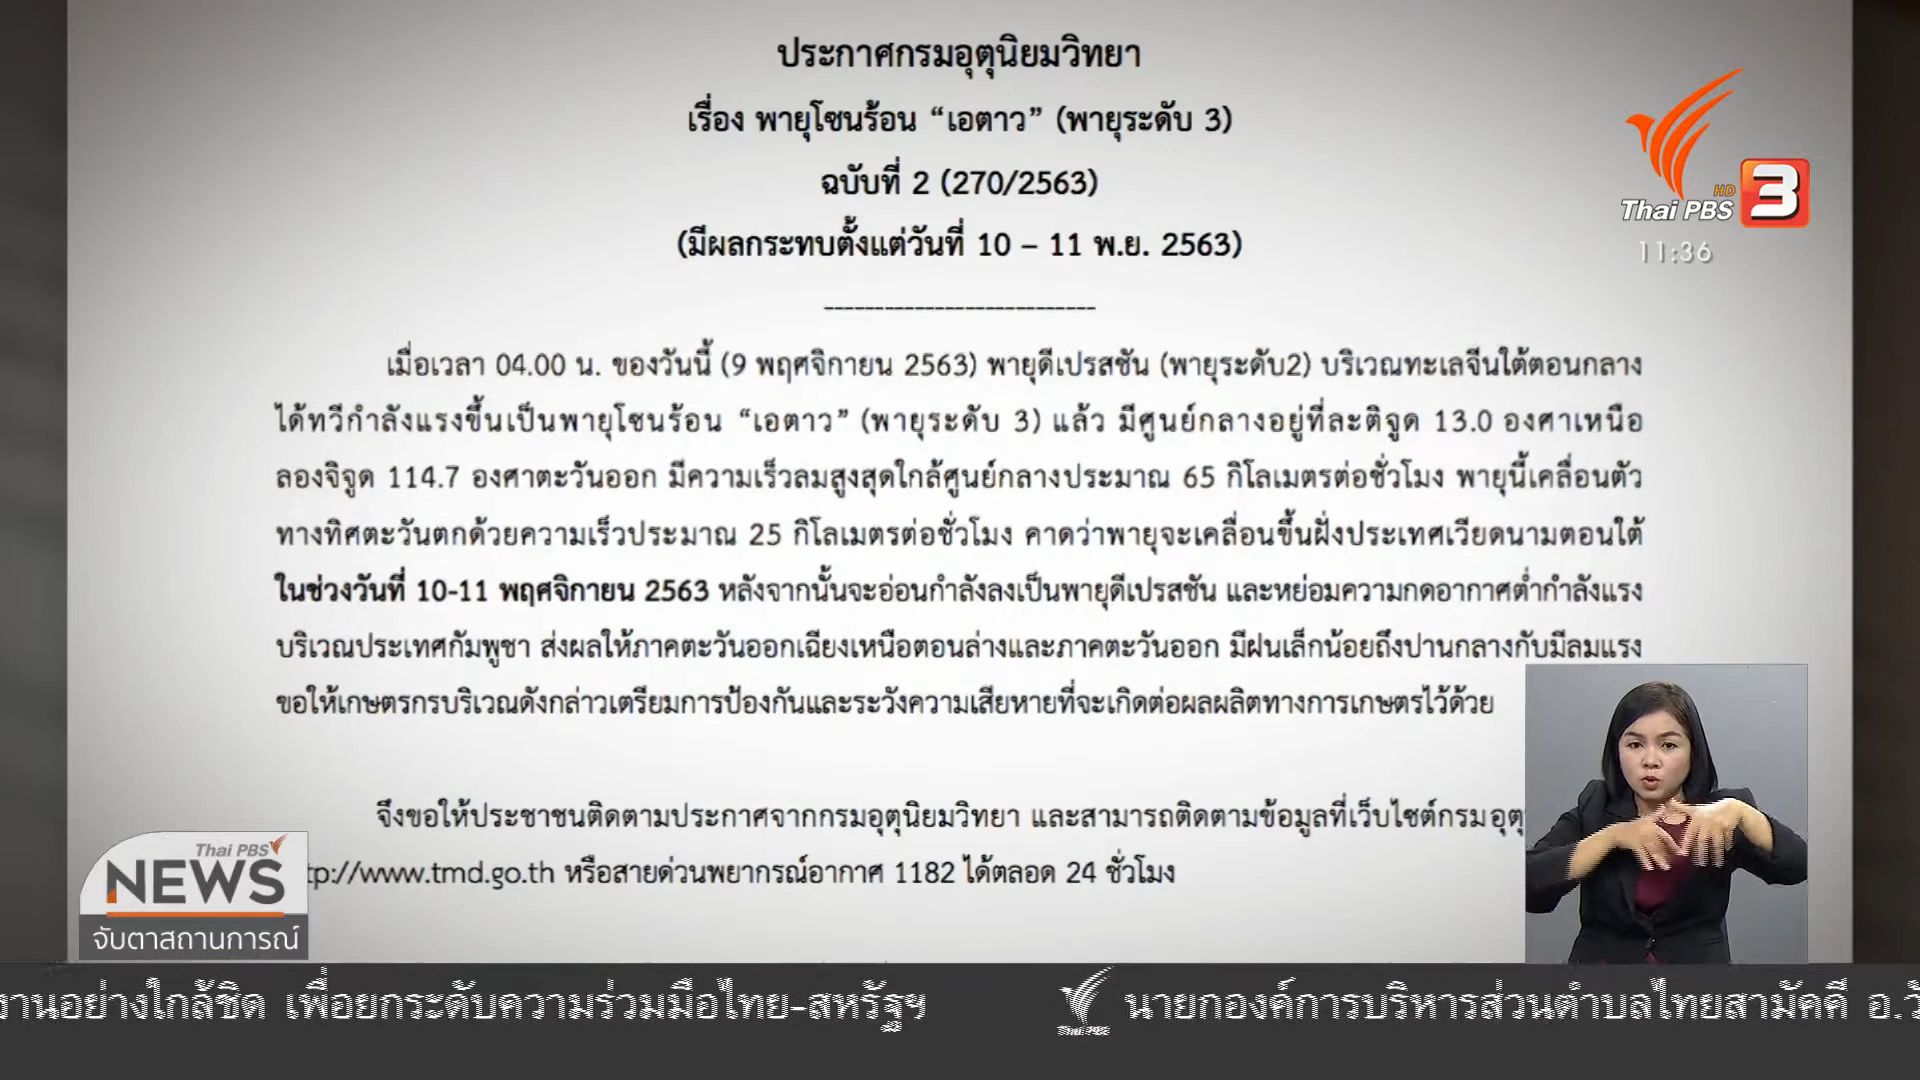 ประกาศกรมอุตุนิยมวิทยา
เรื่อง พายุโซนร้อน “เอตาว” (พายุระดับ 3)
ฉบับที่ 2 (270/2563)
(มีผลกระทบตั้งแต่วันที่ 10 – 11 พ.ย. 2563)
---------------------------
เมื่อเวลา 04.00 น. ของวันนี้ (9 พฤศจิกายน 2563) พายุดีเปรสชัน (พายุระดับ2) บริเวณทะเลจีนใต้ตอนกลาง
ได้ทวีกำลังแรงขึ้นเป็นพายุโซนร้อน “เอตาว” (พายุระดับ 3) แล้ว มีศูนย์กลางอยู่ที่ละติจูด 13.0 องศาเหนือ
ลองจิจูด 114.7 องศาตะวันออก มีความเร็วลมสูงสุดใกล้ศูนย์กลางประมาณ 65 กิโลเมตรต่อชั่วโมง พายุนี้เคลื่อนตัว
ทางทิศตะวันตกด้วยความเร็วประมาณ 25 กิโลเมตรต่อชั่วโมง คาดว่าพายุจะเคลื่อนขึ้นฝั่งประเทศเวียดนามตอนใต้
ในช่วงวันที่ 10-11 พฤศจิกายน 2563 หลังจากนั้นจะอ่อนกำลังลงเป็นพายุดีเปรสชัน และหย่อมความกดอากาศต่ำกำลังแรง
บริเวณประเทศกัมพูชา ส่งผลให้ภาคตะวันออกเฉียงเหนือตอนล่างและภาคตะวันออก มีฝนเล็กน้อยถึงปานกลางกับมีลมแรง
ขอให้เกษตรกรบริเวณดังกล่าวเตรียมการป้องกันและระวังความเสียหายที่จะเกิดต่อผลผลิตทางการเกษตรไว้ด้วย
จึงขอให้ประชาชนติดตามประกาศจากกรมอุตุนิยมวิทยา และสามารถติดตามข้อมูลที่เว็บไซต์กรมอุตุ
tp://www.tmd.go.th หรือสายด่วนพยากรณ์อากาศ 1182 ได้ตลอด 24 ชั่วโมง
Thai PBS HD 3
11:36
Thai PBS
NEWS
จับตาสถานการณ์
งานอย่างใกล้ชิด เพื่อยกระดับความร่วมมือไทย-สหรัฐฯ Thai PBS นายกองค์การบริหารส่วนตำบลไทยสามัคคี อ.วั